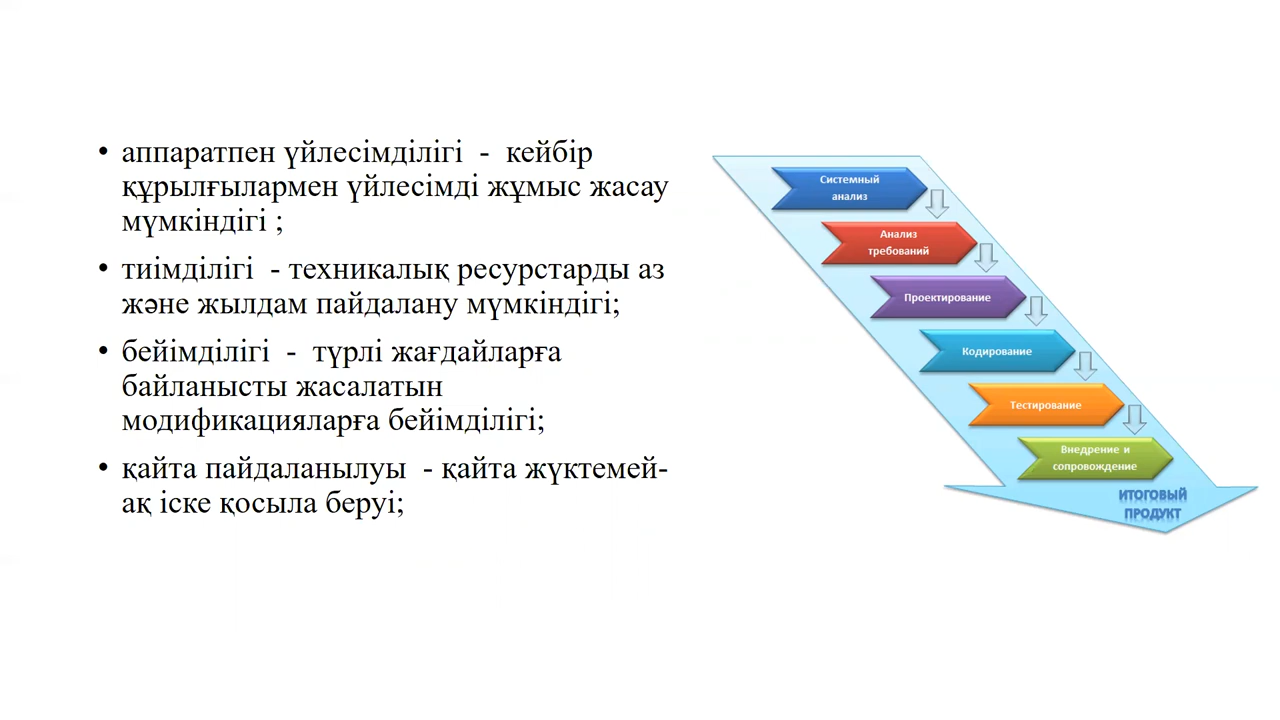 • аппаратпен үйлесімділігі - кейбір
құрылғылармен үйлесімді жұмыс жасау
мүмкіндігі ;
• тиімділігі - техникалық ресурстарды аз
және жылдам пайдалану мүмкіндігі;
• бейімділігі - түрлі жағдайларға
байланысты жасалатын
модификацияларға бейімділігі;
• қайта пайдаланылуы - қайта жүктемей-
ақ іске қосыла беруі;
Системный
анализ
Анализ
требований
Проектирование
Кодирование
Тестирование
Внедрение и
сопровождение
ИТОГОВЫЙ
ПРОДУКТ